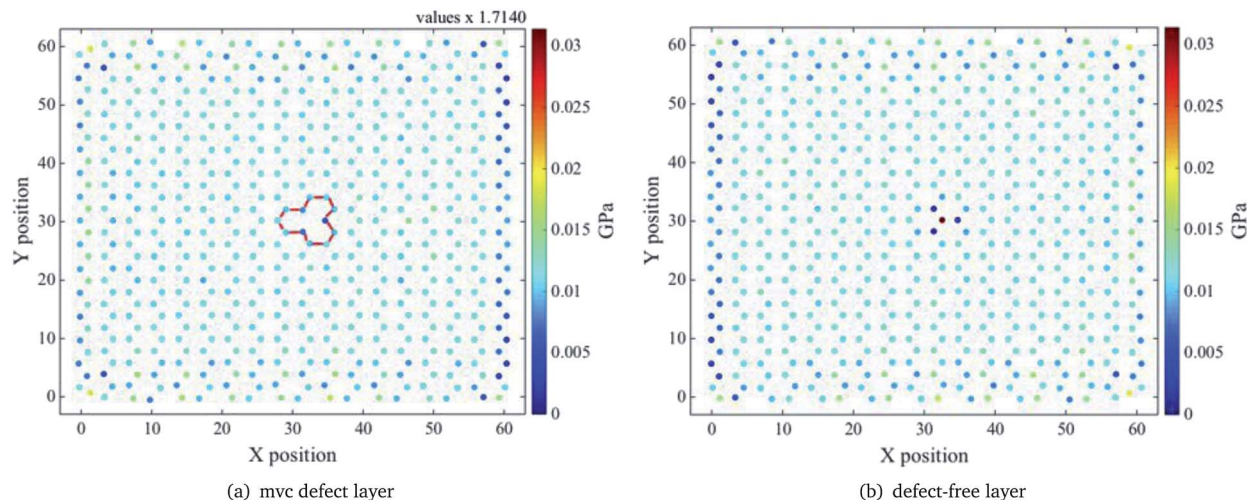 values x 1.7140
60
50
40
30
20
10
0
Y position
0 10 20 30 40 50 60
X position
0.03
0.025
0.02
0.015
0.01
0.005
0
GPa
(a) mvc defect layer
60
50
40
30
20
10
0
Y position
0 10 20 30 40 50 60
X position
0.03
0.025
0.02
0.015
0.01
0.005
0
GPa
(b) defect-free layer